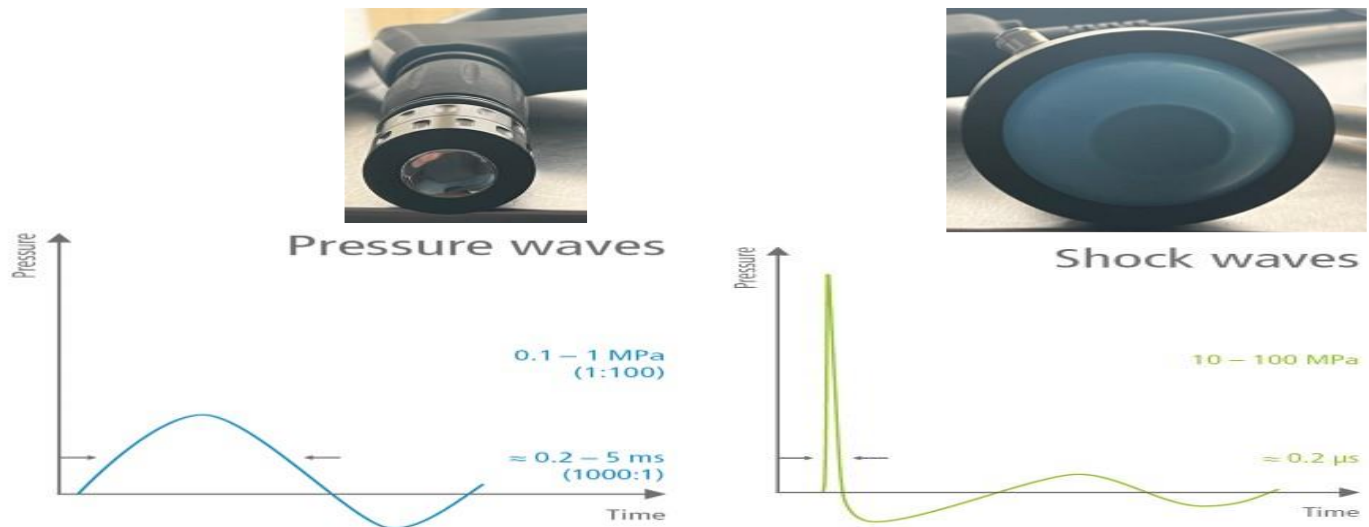 Pressure waves
Pressure
0.1 – 1 MPa
(1:100)
≈ 0.2 – 5 ms
(1000:1)
Time
Shock waves
Pressure
10 – 100 MPa
≈ 0.2 µs
Time